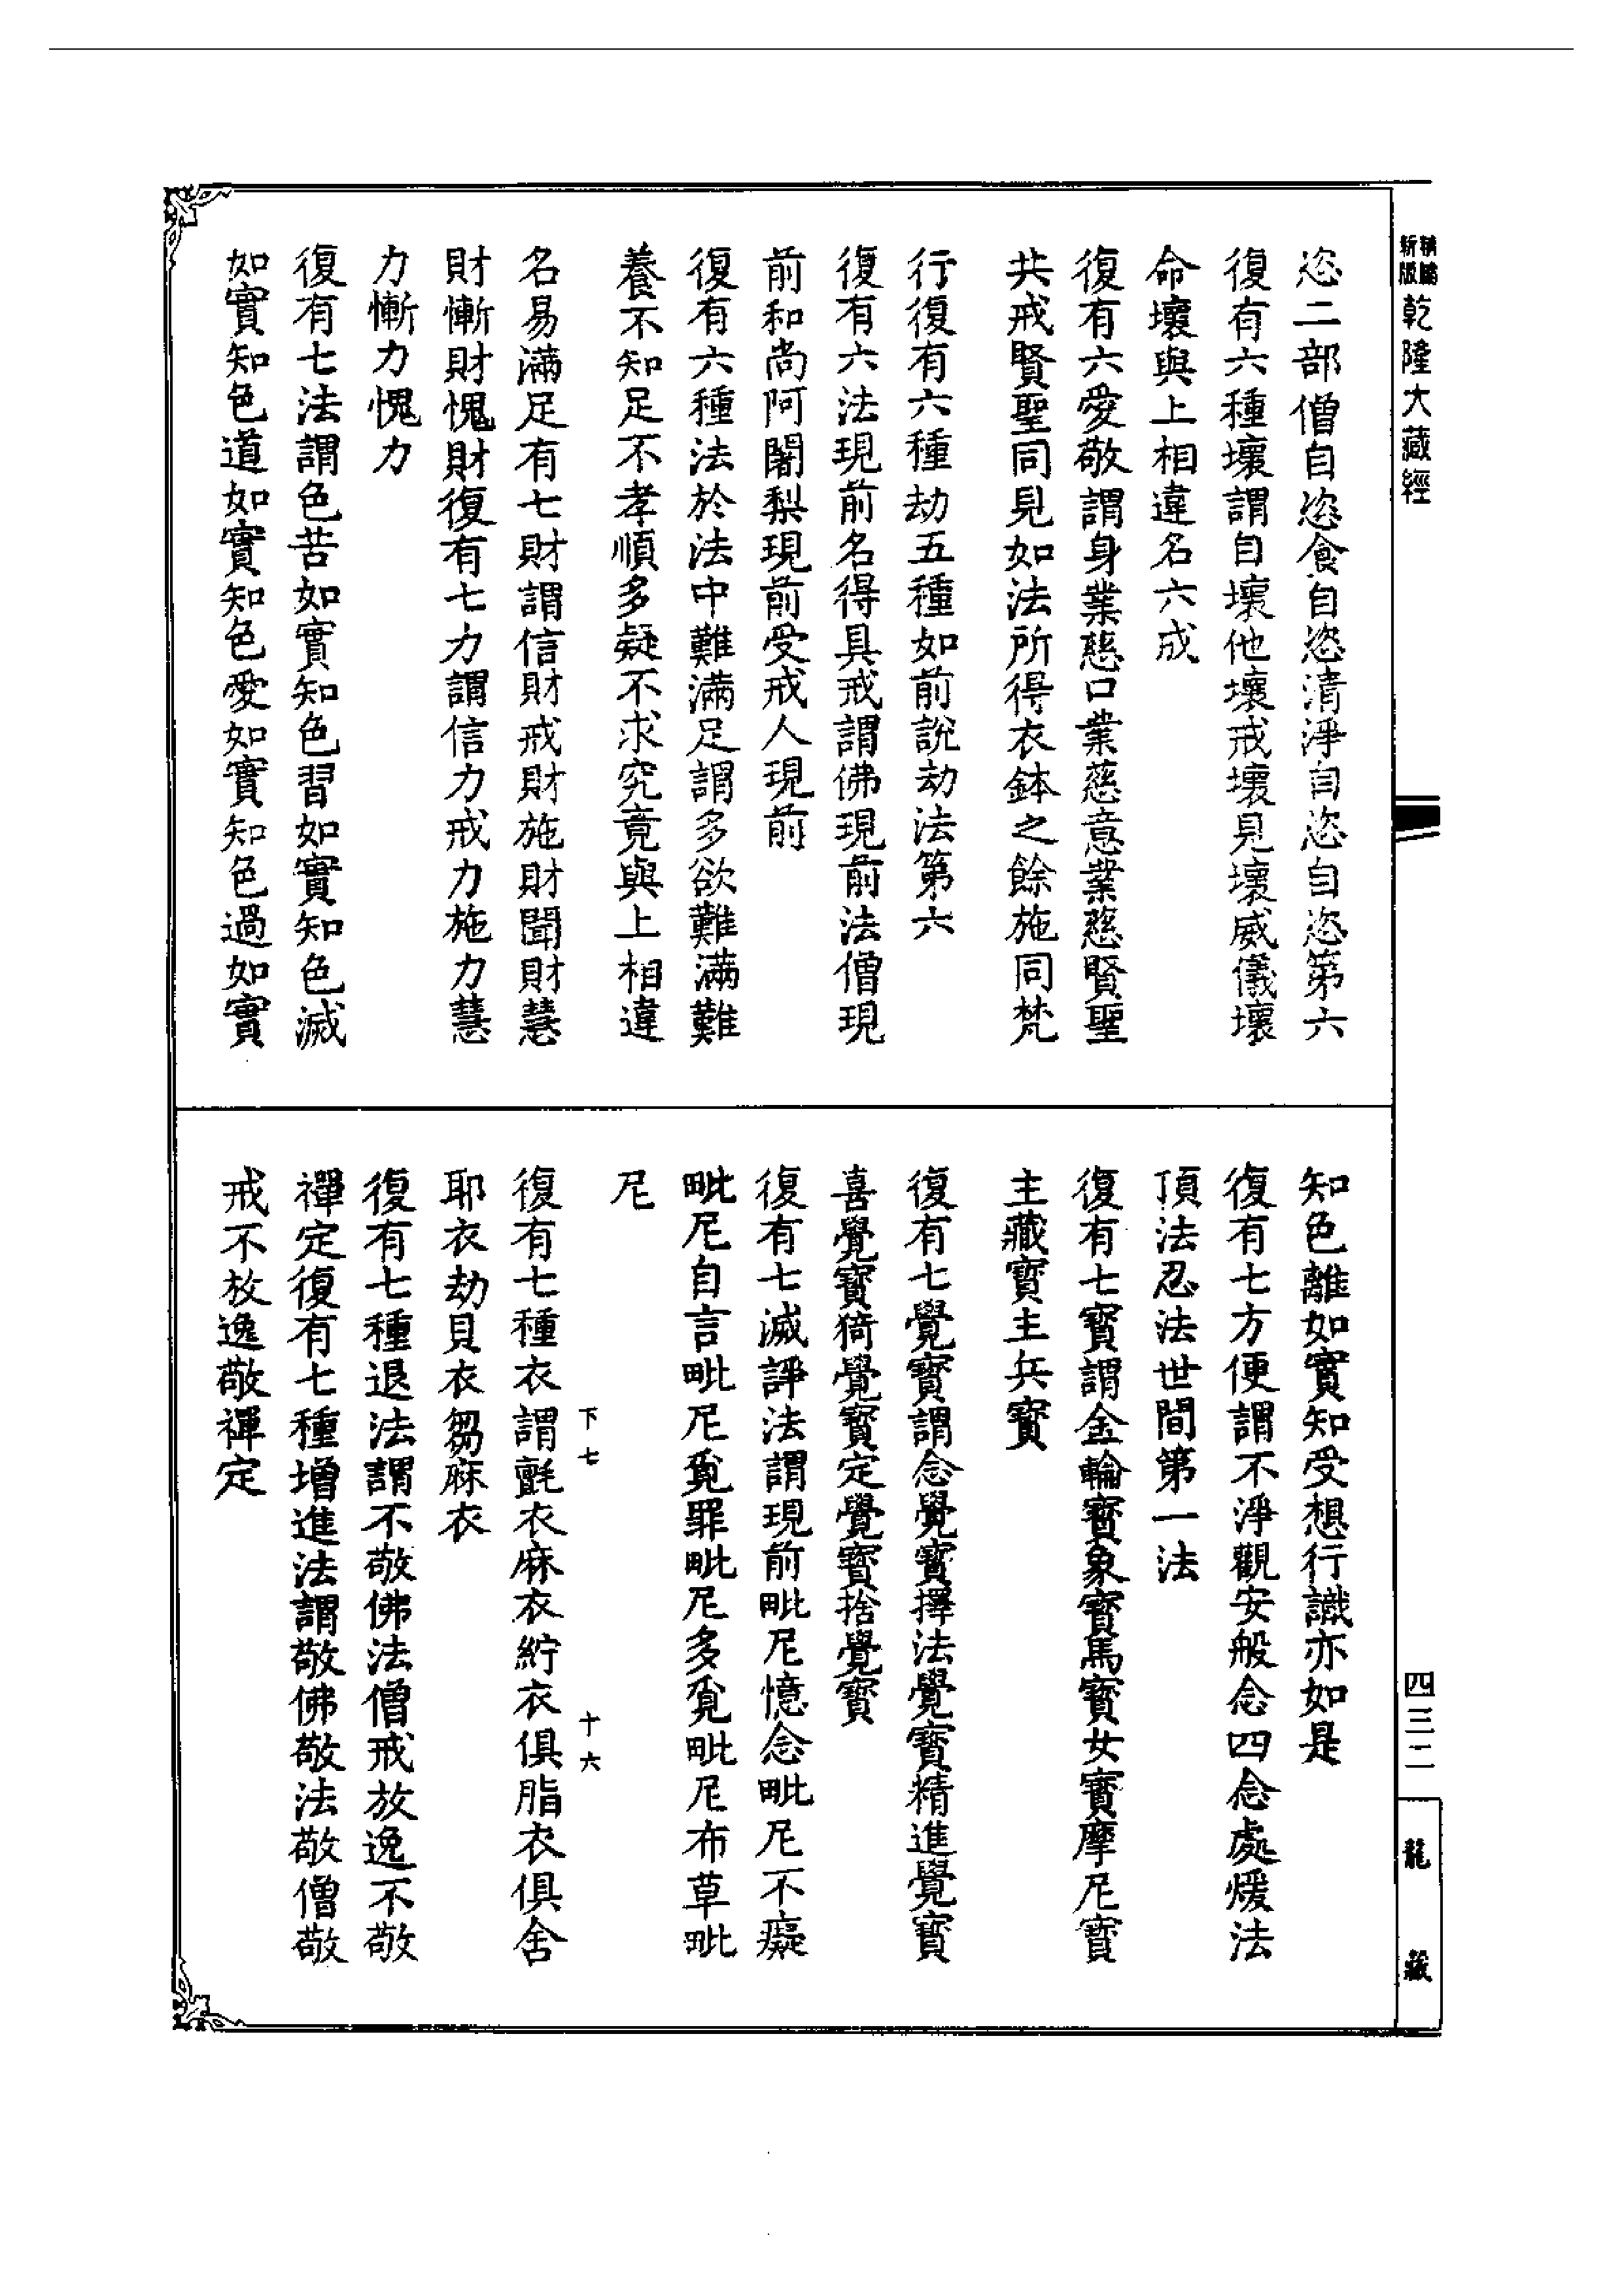 新版
精縮
乾隆大藏經
四三二
龍藏
恣二部僧自恣食自恣清淨自恣自恣第六
復有六種壞謂自壞他壞戒壞見壞威儀壞
命壞與上相違名六成
復有六愛敬謂身業慈口業慈意業慈賢聖
共戒賢聖同見如法所得衣鉢之餘施同梵
行復有六種劫五種如前說劫法第六
復有六法現前名得具戒謂佛現前法僧現
前和尚阿闍梨現前受戒人現前
復有六種法於法中難滿足謂多欲難滿難
養不知足不孝順多疑不求究竟與上相違
名易滿足有七財謂信財戒財施財聞財慧
財慚財愧財復有七力謂信力戒力施力慧
力慚力愧力
復有七法謂色苦如實知色習如實知色滅
如實知色道如實知色愛如實知色過如實
知色離如實知受想行識亦如是
復有七方便謂不淨觀安般念四念處煖法
頂法忍法世間第一法
復有七寶謂金輪寶象寶馬寶女寶摩尼寶
主藏寶主兵寶
復有七覺寶謂念覺寶擇法覺寶精進覺寶
喜覺寶猗覺寶定覺寶捨覺寶
復有七滅諍法謂現前毗尼憶念毗尼不癡
毗尼自言毗尼覓罪毗尼多覓毗尼布草毗
尼
下七 十六
復有七種衣謂氎衣麻衣紵衣俱脂衣俱舍
耶衣劫貝衣芻麻衣
復有七種退法謂不敬佛法僧戒放逸不敬
禪定復有七種增進法謂敬佛敬法敬僧敬
戒不放逸敬禪定